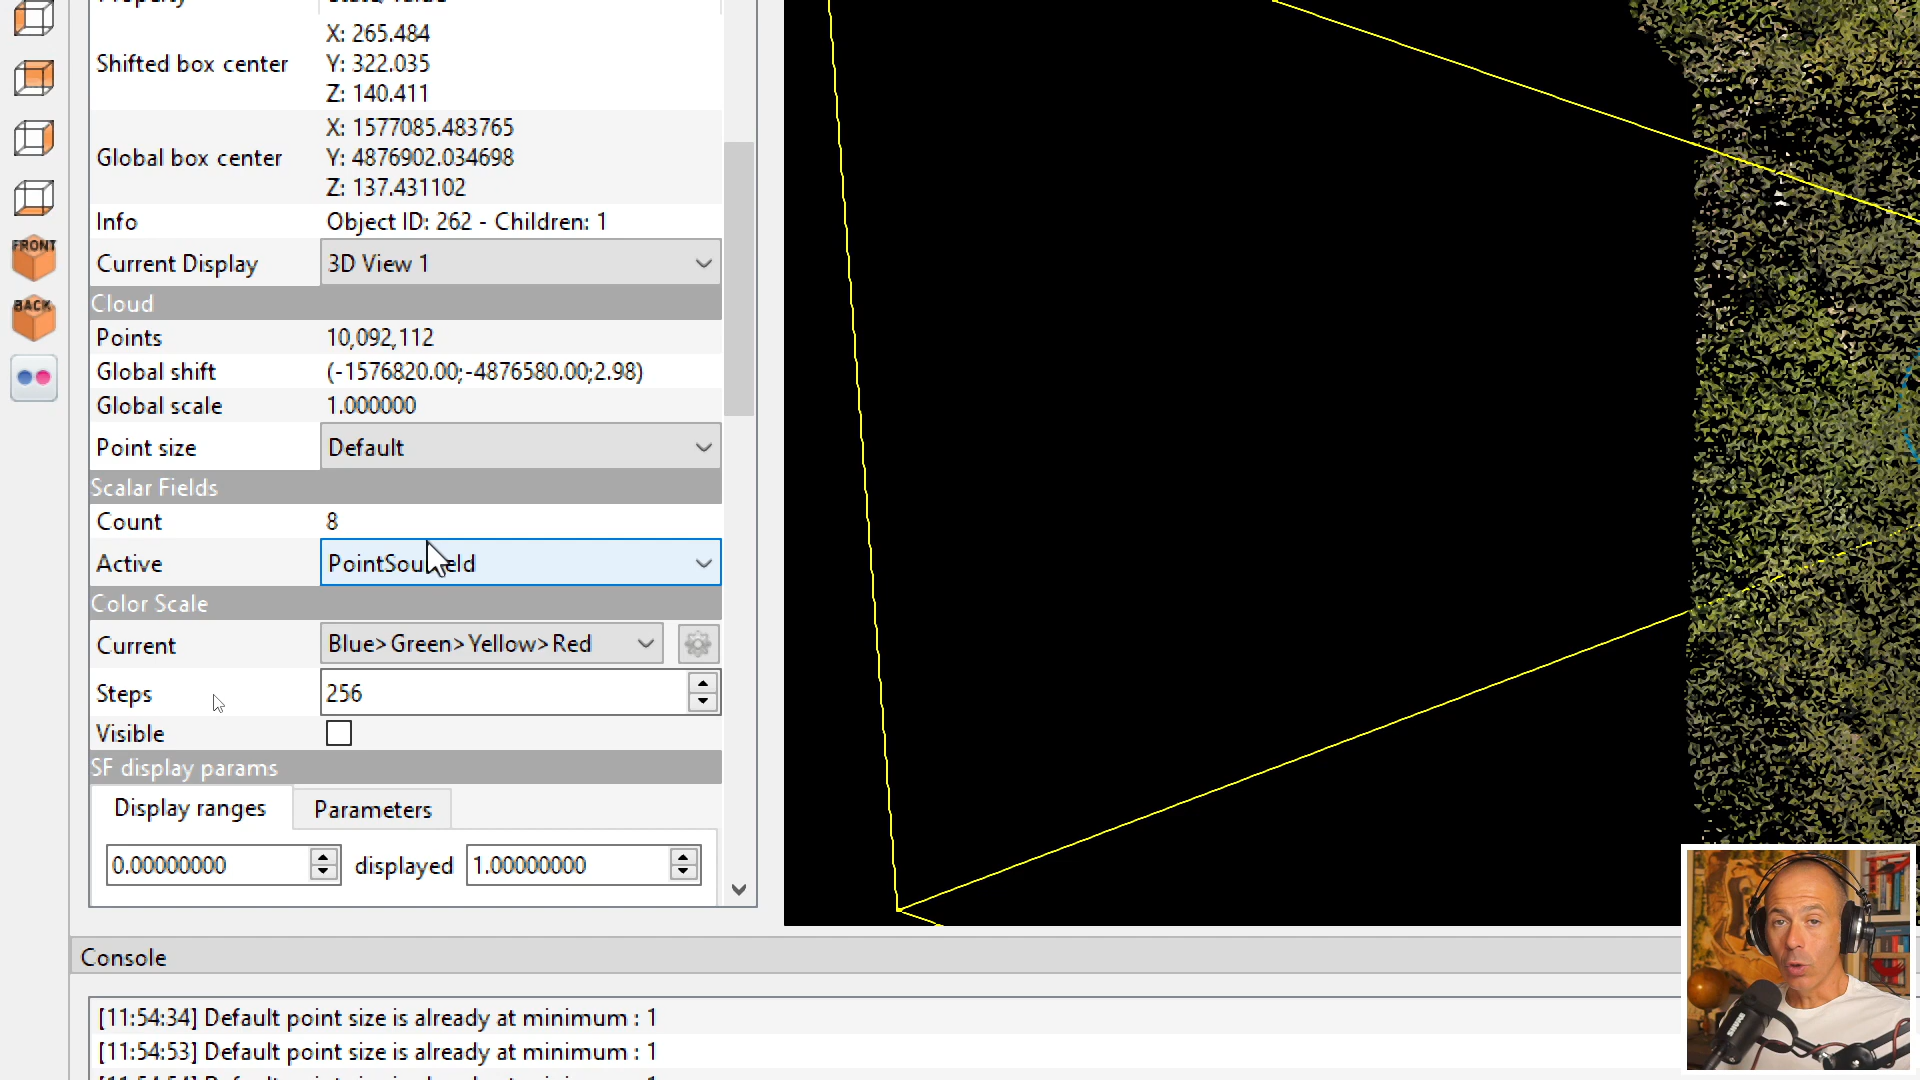 X: 265.484
Shifted box center
Y: 322.035
Z: 140.411
X: 1577085.483765
Global box center
Y: 4876902.034698
Z: 137.431102
Info
Object ID: 262 - Children: 1
FRONT
Current Display
3D View 1
BACK
Cloud
Points
10,092,112
Global shift
(-1576820.00;-4876580.00;2.98)
Global scale
1.000000
Point size
Default
Scalar Fields
Count
8
Active
Color Scale
Current
Blue>Green>Yellow>Red
Steps
256
Visible
SF display params
Display ranges
Parameters
0.00000000
displayed
1.00000000
Console
[11:54:34] Default point size is already at minimum : 1
[11:54:53] Default point size is already at minimum : 1